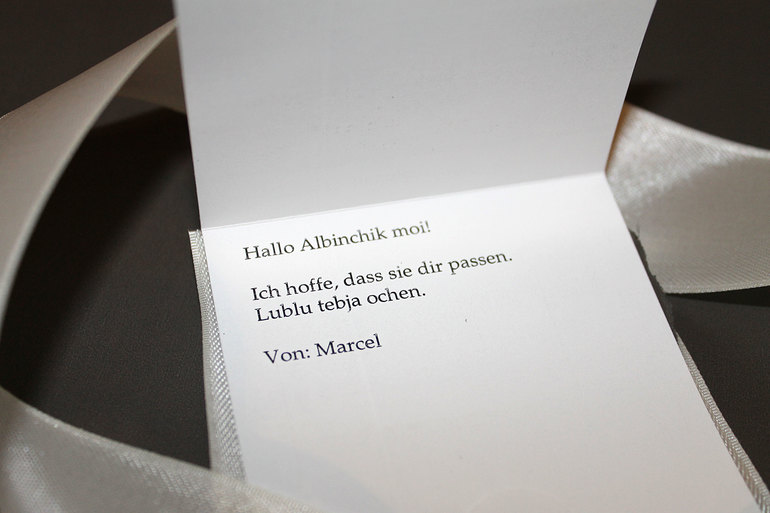 Hallo Albinchik moi!
Ich hoffe, dass sie dir passen.
Lublu tebja ochen.
Von: Marcel